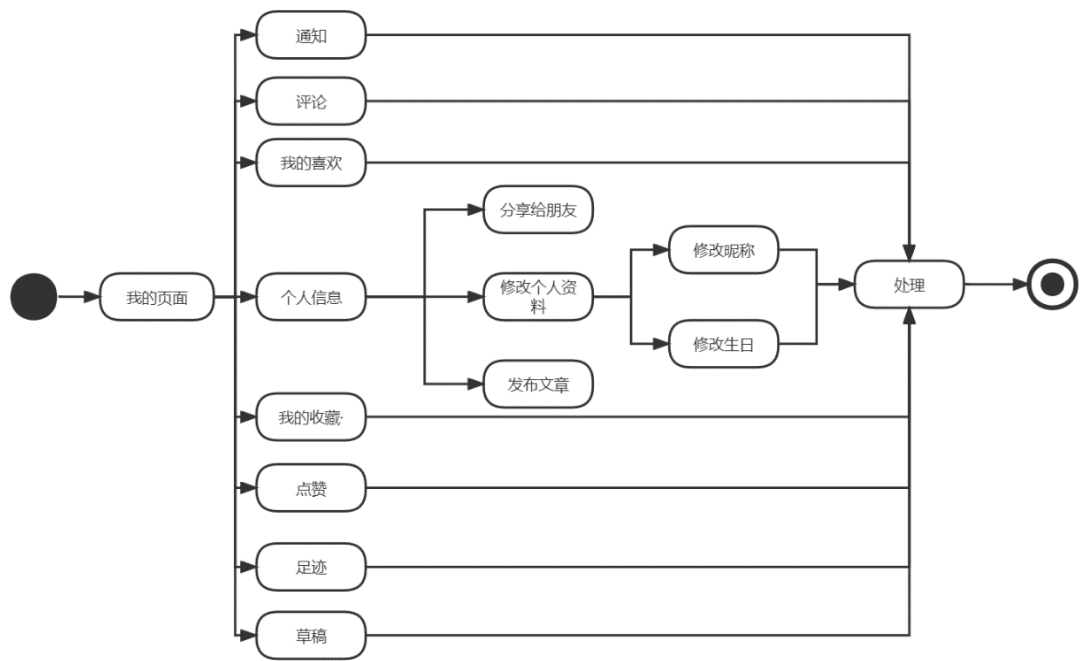 通知
评论
我的喜欢
分享给朋友
修改昵称
处理
我的页面
个人信息
修改个人资
料
修改生日
发布文章
我的收藏·
点赞
足迹
草稿